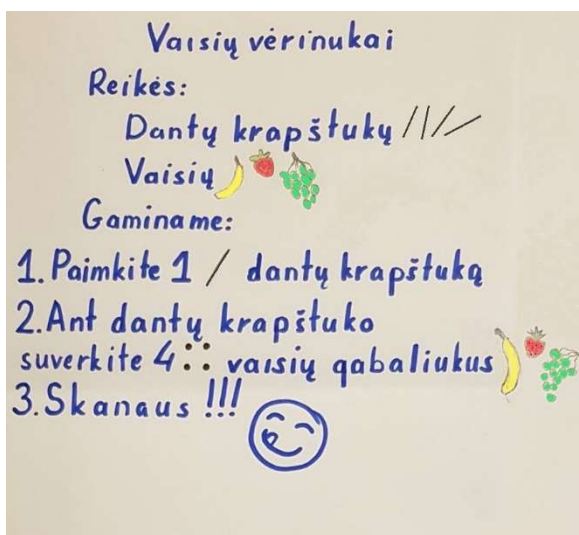 Vaisių vėrinukai
Reikės:
Dantų krapštukų
Vaisių
Gaminame:
1. Paimkite 1 dantų krapštuką
2. Ant dantų krapštuko
suverkite 4 vaisių gabaliukus
3. Skanaus !!!